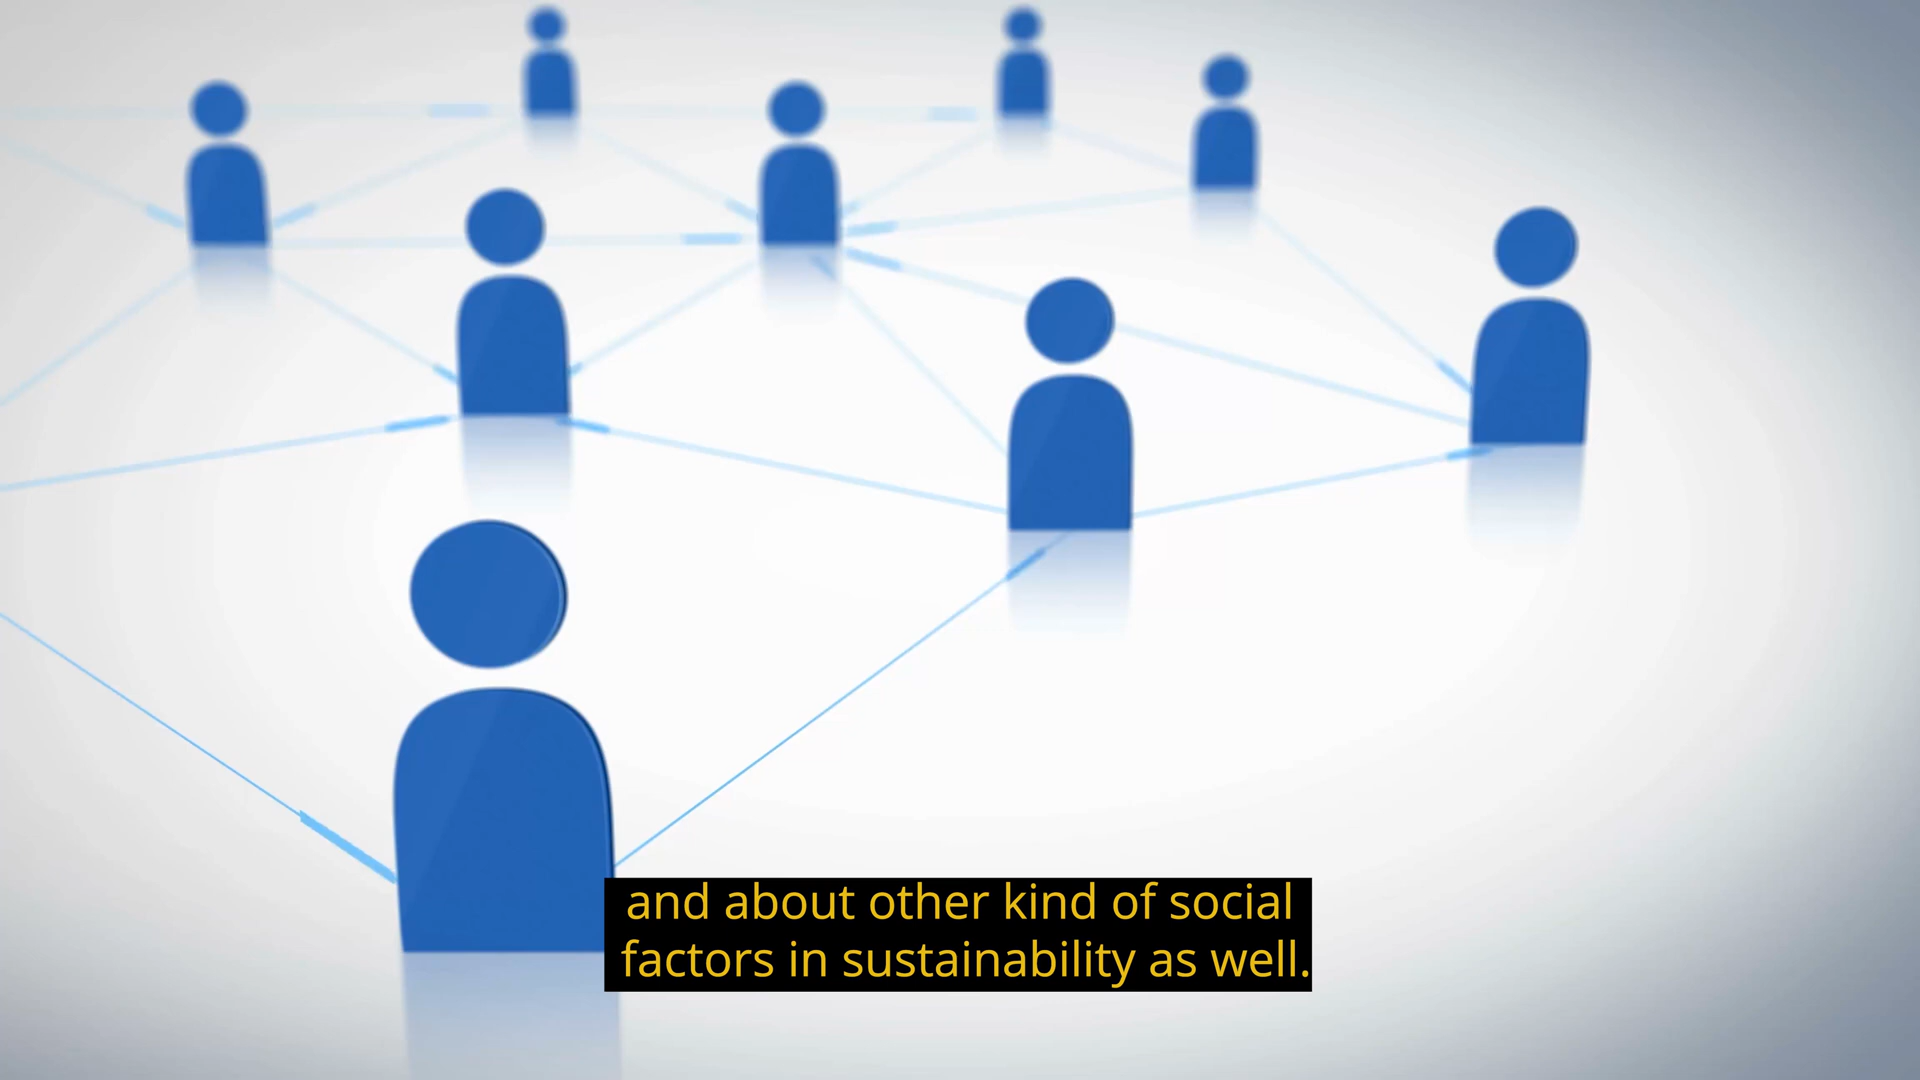 and about other kind of social
factors in sustainability as well.